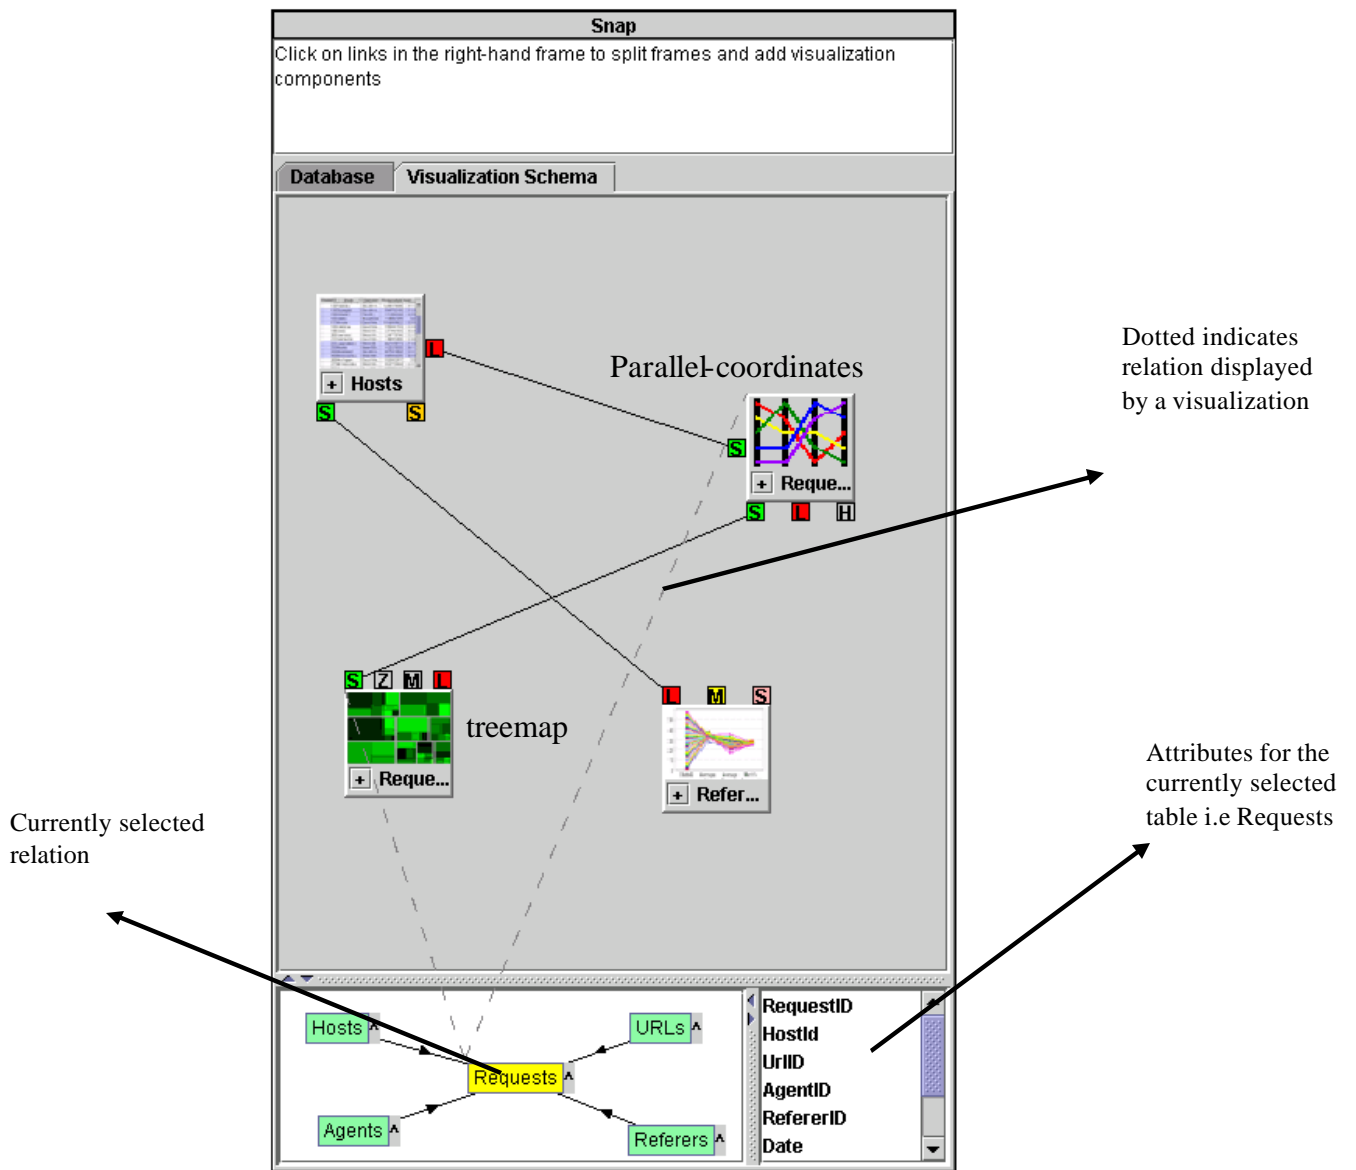 Snap
Click on links in the right-hand frame to split frames and add visualization
components
Database
Visualization Schema
L
+ Hosts
S
S
Parallel-coordinates
S
+ Reque...
S
L
H
Dotted indicates
relation displayed
by a visualization
S
Z
M
L
treemap
+ Reque...
L
M
S
+ Refer...
Attributes for the
currently selected
table i.e Requests
Currently selected
relation
Hosts ^
URLs ^
Requests ^
Agents ^
Referers ^
RequestID
HostId
UrlID
AgentID
RefererID
Date